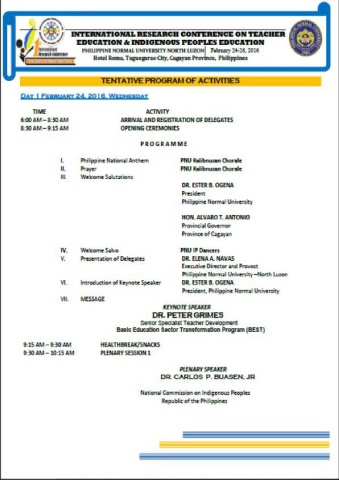 INTERNATIONAL RESEARCH CONFERENCE ON TEACHER
EDUCATION & INDIGENOUS PEOPLES EDUCATION
PHILIPPINE NORMAL UNIVERSITY NORTH LUZON February 24-26, 2016
Hotel Roma, Tuguegarao City, Cagayan Province, Philippines
TENTATIVE PROGRAM OF ACTIVITIES
DAY 1 FEBRUARY 24, 2016, WEDNESDAY
TIME ACTIVITY
6:00 AM – 8:30 AM ARRIVAL AND REGISTRATION OF DELEGATES
8:30 AM – 9:15 AM OPENING CEREMONIES
PROGRAMME
I. Philippine National Anthem PNU Kalibnusan Chorale
II. Prayer PNU Kalibnusan Chorale
III. Welcome Salutations
DR. ESTER B. OGENA
President
Philippine Normal University
HON. ALVARO T. ANTONIO
Provincial Governor
Province of Cagayan
IV. Welcome Salvo PNU IP Dancers
V. Presentation of Delegates DR. ELENA A. NAVAS
Executive Director and Provost
Philippine Normal University –North Luzon
VI. Introduction of Keynote Speaker DR. ESTER B. OGENA
President, Philippine Normal University
VII. MESSAGE
KEYNOTE SPEAKER
DR. PETER GRIMES
Senior Specialist Teacher Development
Basic Education Sector Transformation Program (BEST)
9:15 AM – 9:30 AM HEALTHBREAK/SNACKS
9:30 AM – 10:15 AM PLENARY SESSION 1
PLENARY SPEAKER
DR. CARLOS P. BUASEN, JR
National Commission on Indigenous Peoples
Republic of the Philippines